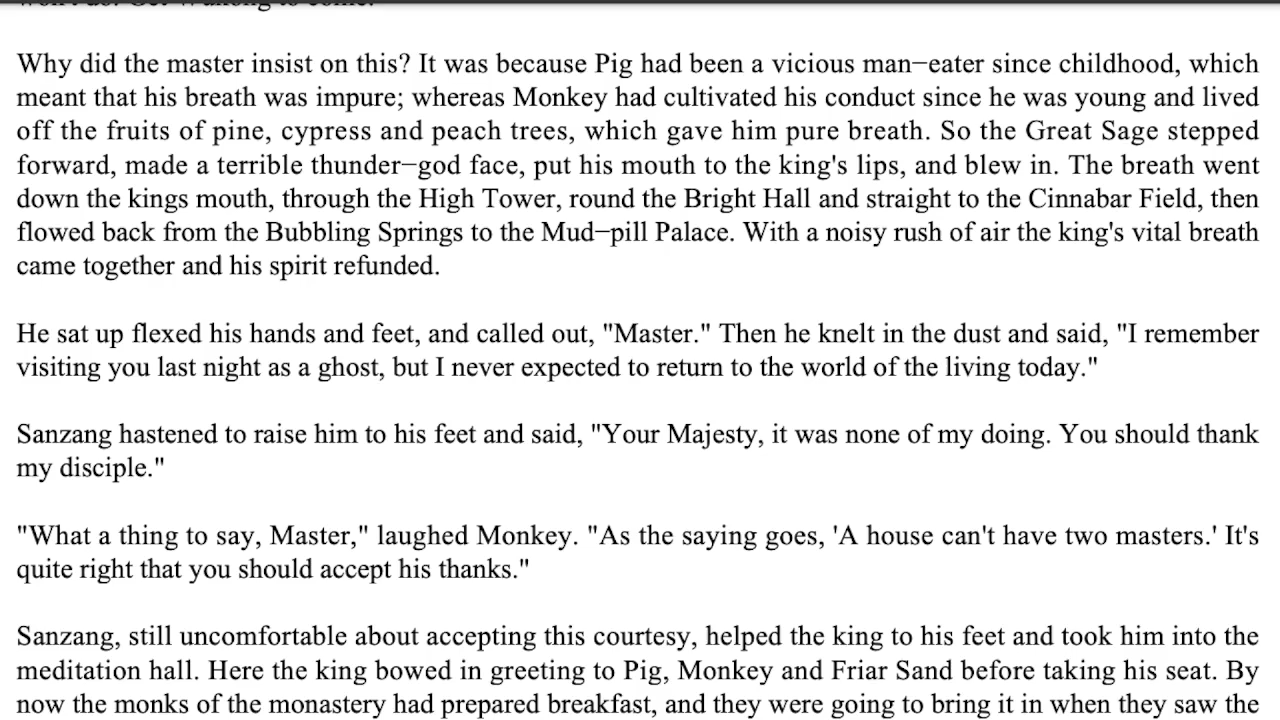 Why did the master insist on this? It was because Pig had been a vicious man−eater since childhood, which
meant that his breath was impure; whereas Monkey had cultivated his conduct since he was young and lived
off the fruits of pine, cypress and peach trees, which gave him pure breath. So the Great Sage stepped
forward, made a terrible thunder−god face, put his mouth to the king's lips, and blew in. The breath went
down the kings mouth, through the High Tower, round the Bright Hall and straight to the Cinnabar Field, then
flowed back from the Bubbling Springs to the Mud−pill Palace. With a noisy rush of air the king's vital breath
came together and his spirit refunded.
He sat up flexed his hands and feet, and called out, "Master." Then he knelt in the dust and said, "I remember
visiting you last night as a ghost, but I never expected to return to the world of the living today."
Sanzang hastened to raise him to his feet and said, "Your Majesty, it was none of my doing. You should thank
my disciple."
"What a thing to say, Master," laughed Monkey. "As the saying goes, 'A house can't have two masters.' It's
quite right that you should accept his thanks."
Sanzang, still uncomfortable about accepting this courtesy, helped the king to his feet and took him into the
meditation hall. Here the king bowed in greeting to Pig, Monkey and Friar Sand before taking his seat. By
now the monks of the monastery had prepared breakfast, and they were going to bring it in when they saw the